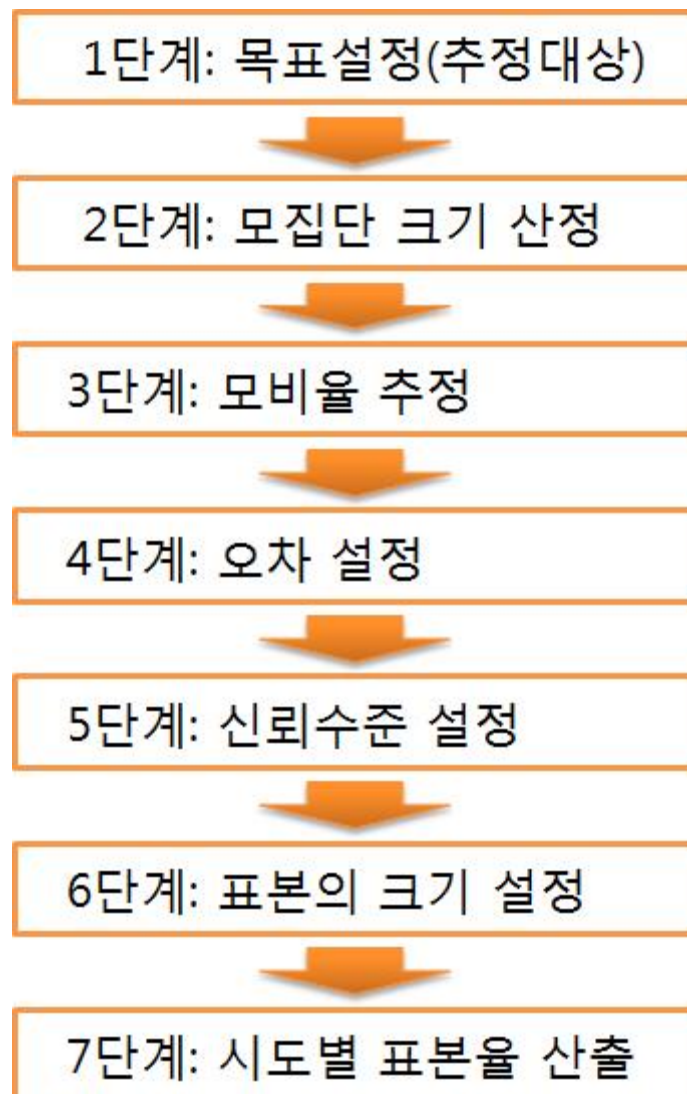 1단계: 목표설정(추정대상)
2단계: 모집단 크기 산정
3단계: 모비율 추정
4단계: 오차 설정
5단계: 신뢰수준 설정
6단계: 표본의 크기 설정
7단계: 시도별 표본율 산출